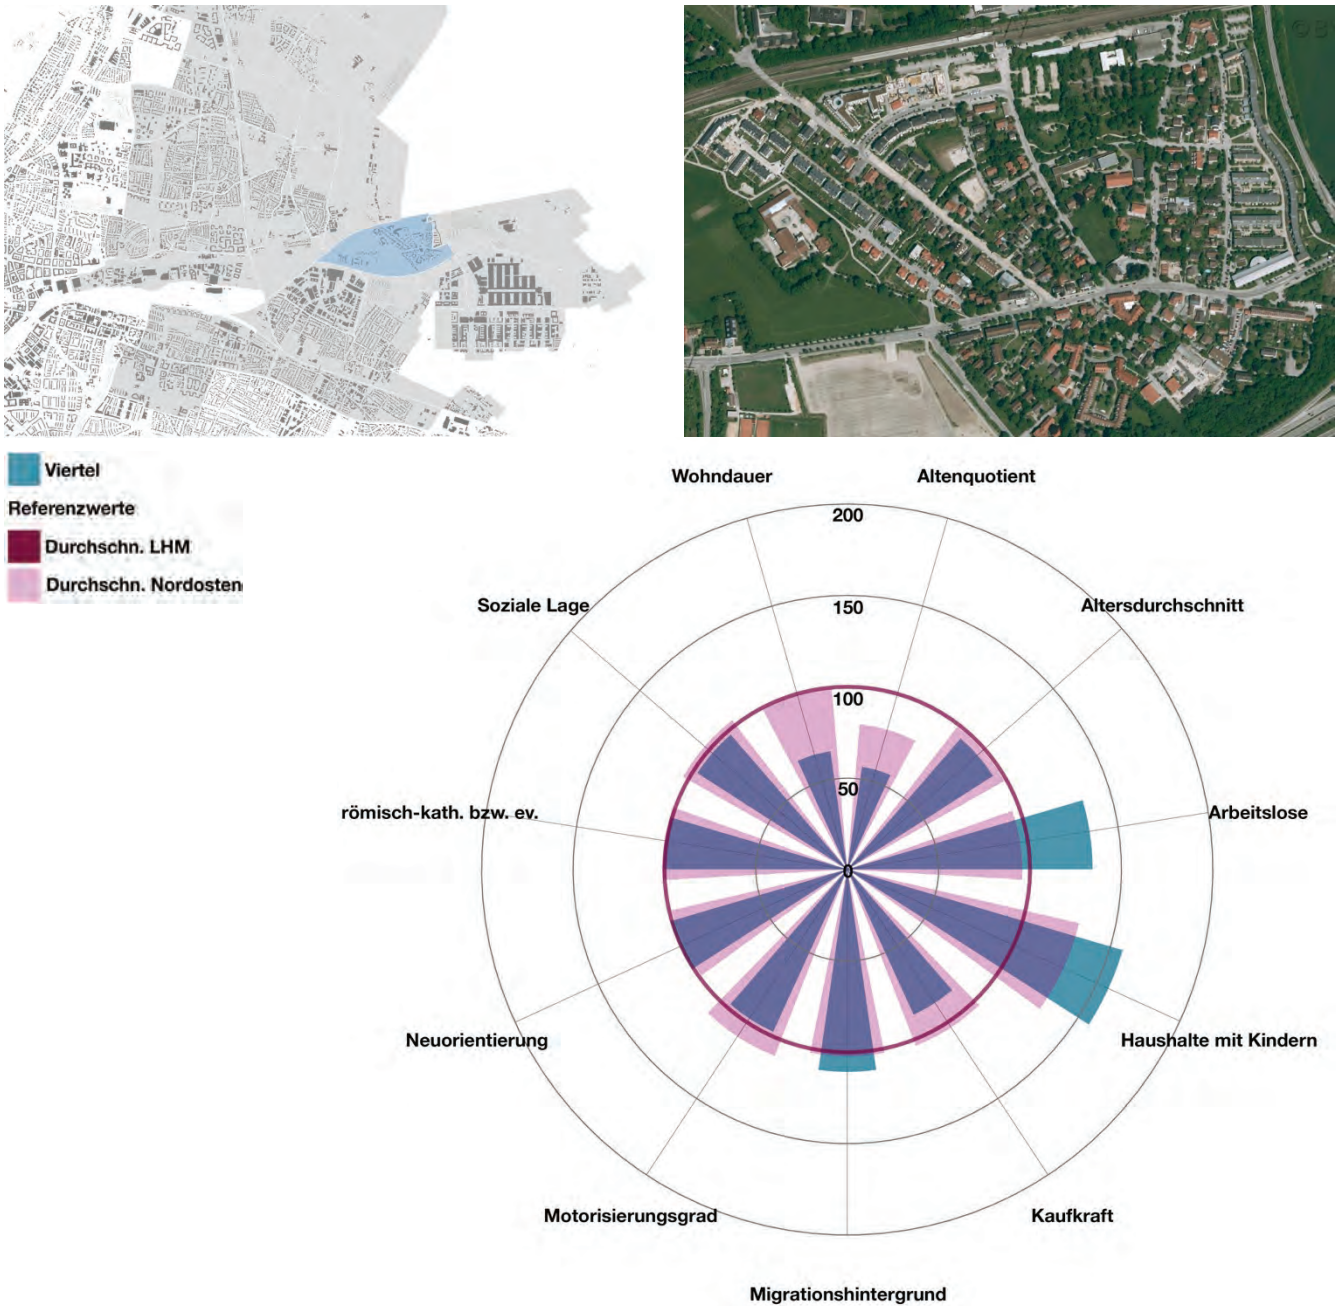 Viertel
Referenzwerte
Durchschn. LHM
Durchschn. Nordosten
Wohndauer
Altenquotient
200
150
Soziale Lage
Altersdurchschnitt
100
50
römisch-kath. bzw. ev.
Arbeitslose
0
Neuorientierung
Haushalte mit Kindern
Motorisierungsgrad
Kaufkraft
Migrationshintergrund